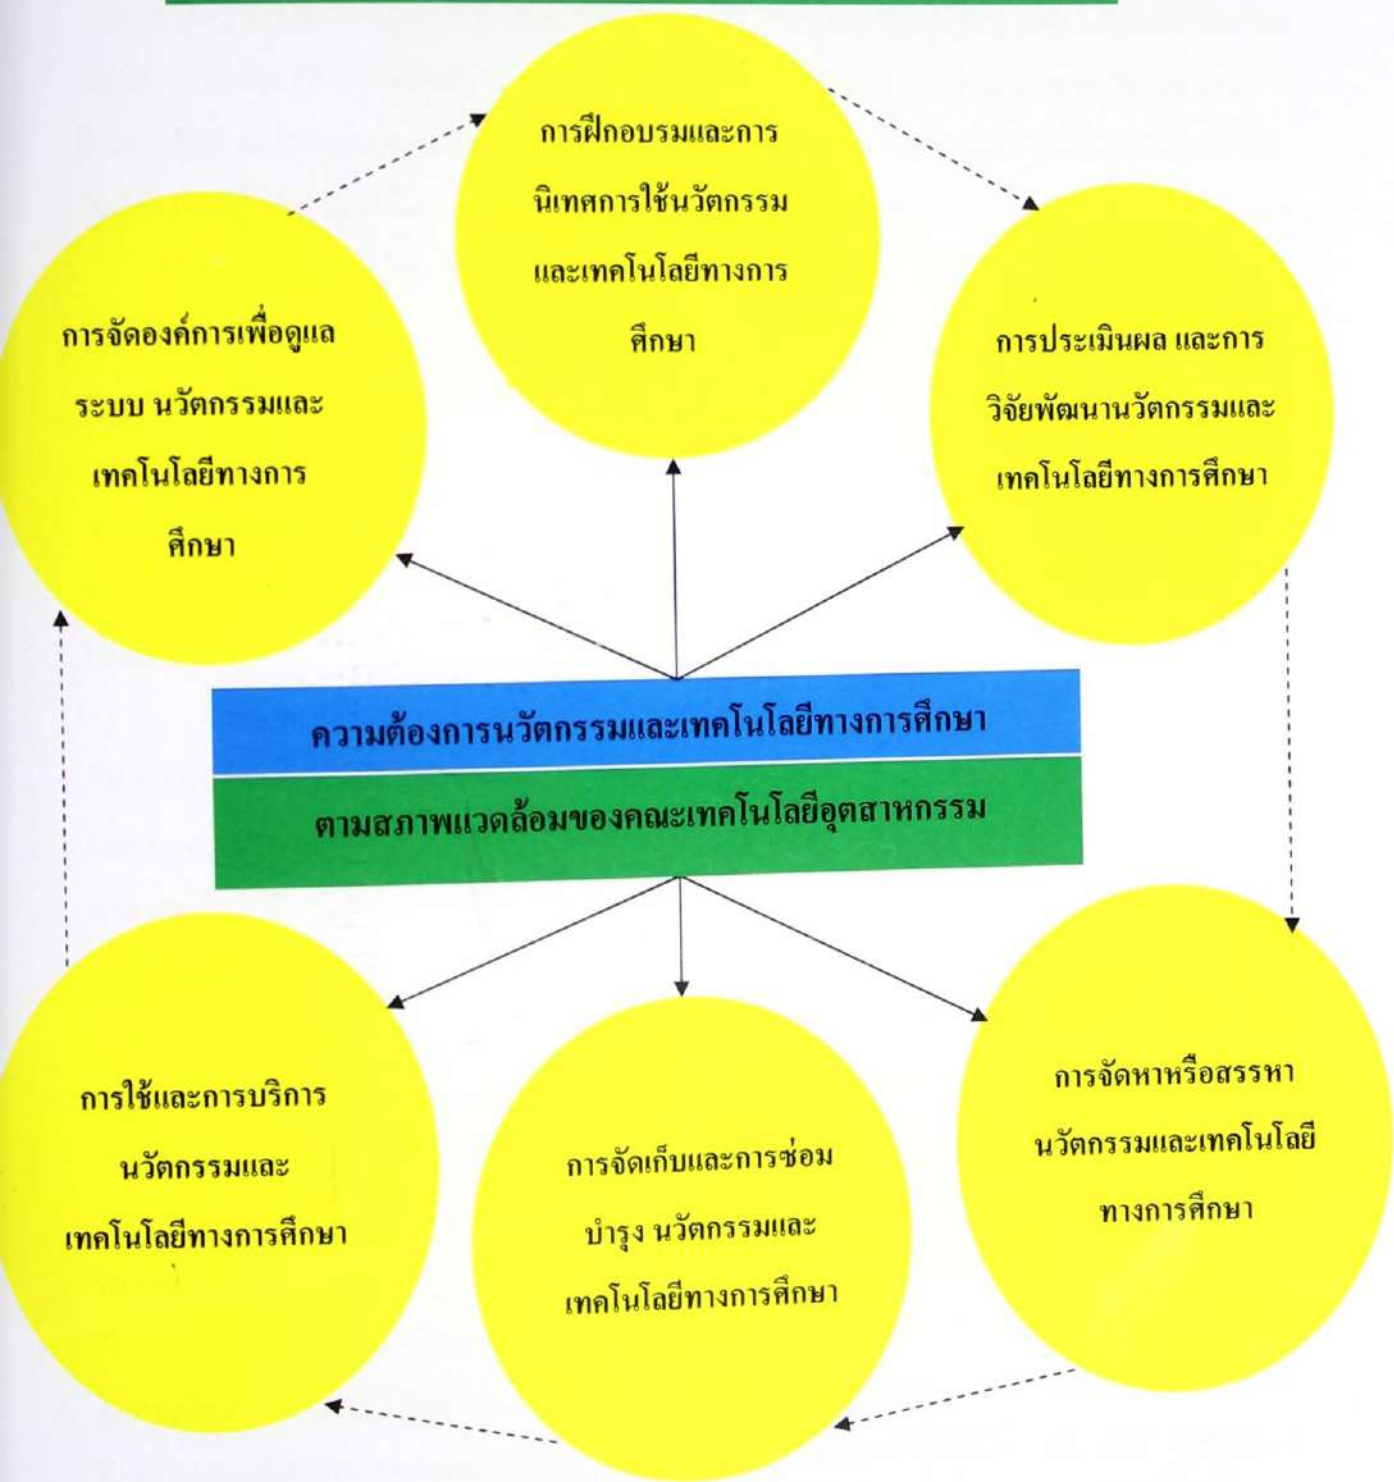 การฝึกอบรมและการ
นิเทศการใช้นวัตกรรม
และเทคโนโลยีทางการ
ศึกษา
การจัดองค์การเพื่อดูแล
ระบบ นวัตกรรมและ
เทคโนโลยีทางการ
ศึกษา
การประเมินผล และการ
วิจัยพัฒนานวัตกรรมและ
เทคโนโลยีทางการศึกษา
ความต้องการนวัตกรรมและเทคโนโลยีทางการศึกษา
ตามสภาพแวดล้อมของคณะเทคโนโลยีอุตสาหกรรม
การใช้และการบริการ
นวัตกรรมและ
เทคโนโลยีทางการศึกษา
การจัดเก็บและการซ่อม
บำรุง นวัตกรรมและ
เทคโนโลยีทางการศึกษา
การจัดหาหรือสรรหา
นวัตกรรมและเทคโนโลยี
ทางการศึกษา